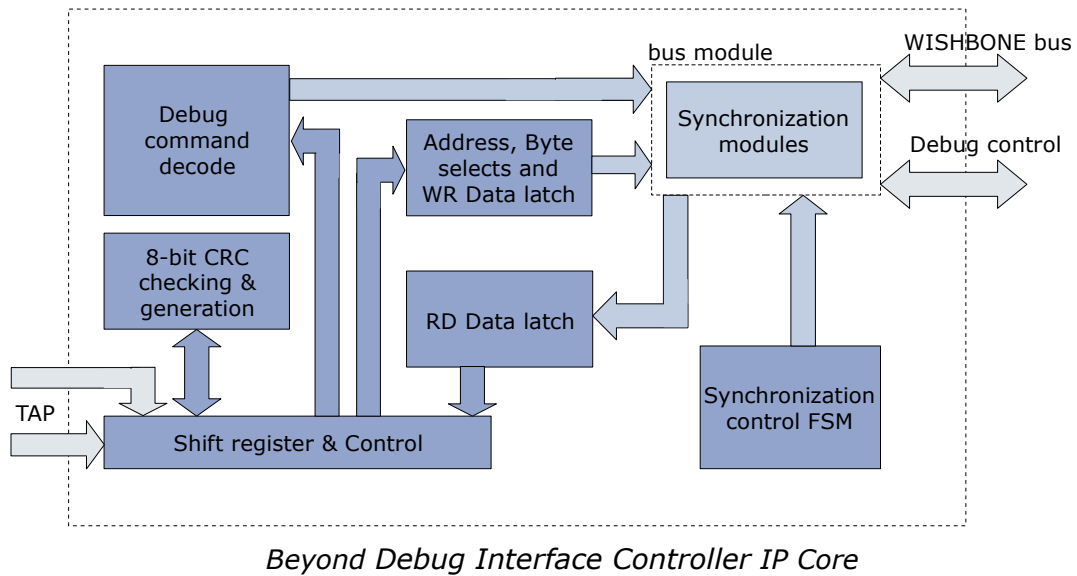 WISHBONE bus
bus module
Debug
command
decode
Synchronization
modules
Address, Byte
selects and
WR Data latch
Debug control
8-bit CRC
checking &
generation
RD Data latch
TAP
Synchronization
control FSM
Shift register & Control
Beyond Debug Interface Controller IP Core